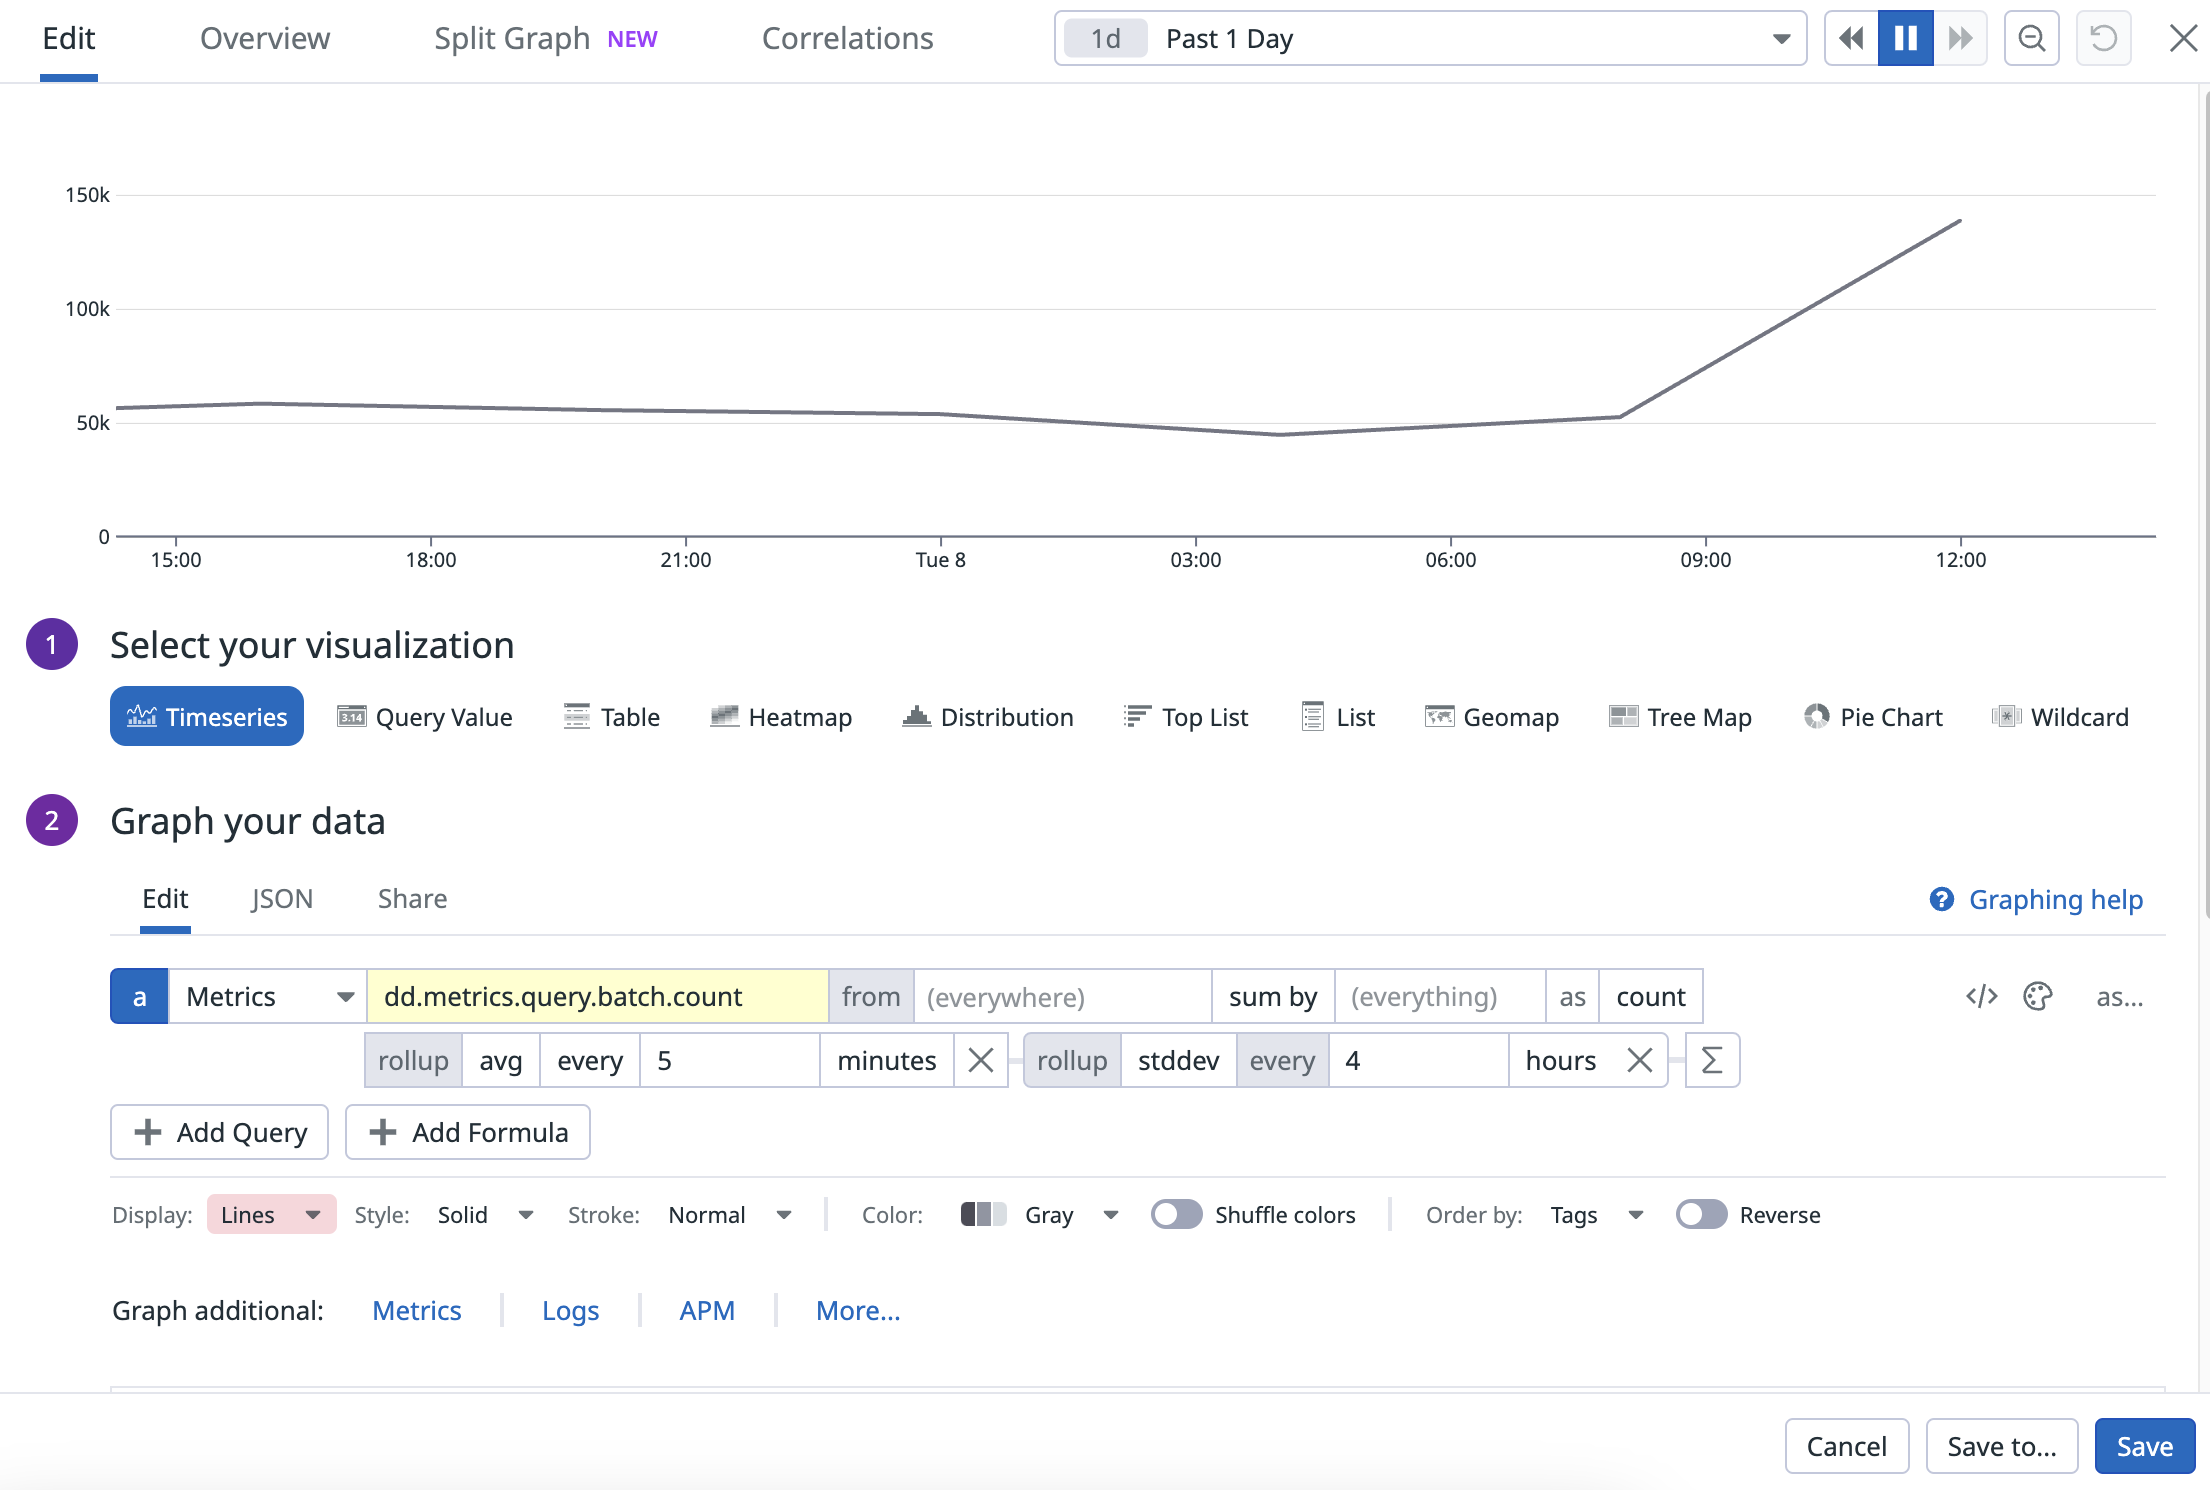 Edit Overview Split Graph NEW Correlations 1d Past 1 Day
150k
100k
50k
0
15:00 18:00 21:00 Tue 8 03:00 06:00 09:00 12:00
1 Select your visualization
Timeseries 3.14 Query Value Table Heatmap Distribution Top List List Geomap Tree Map Pie Chart Wildcard
2 Graph your data
Edit JSON Share ? Graphing help
a Metrics dd.metrics.query.batch.count from (everywhere) sum by (everything) as count </> as...
rollup avg every 5 minutes rollup stddev every 4 hours Σ
+ Add Query + Add Formula
Display: Lines Style: Solid Stroke: Normal Color: Gray Shuffle colors Order by: Tags Reverse
Graph additional: Metrics Logs APM More...
Cancel Save to... Save